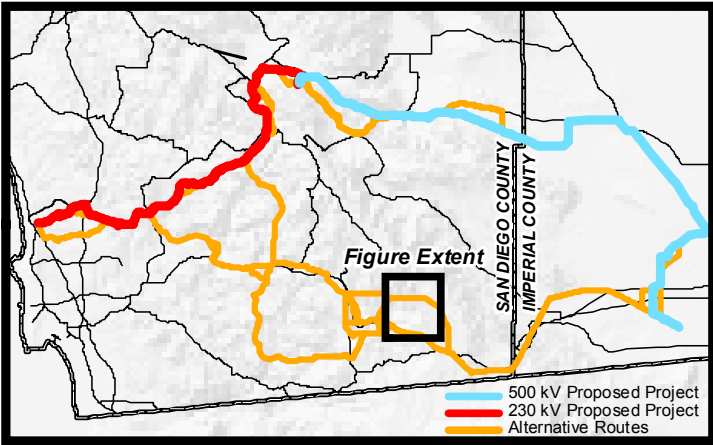 SAN DIEGO COUNTY
IMPERIAL COUNTY
Figure Extent
500 kV Proposed Project
230 kV Proposed Project
Alternative Routes